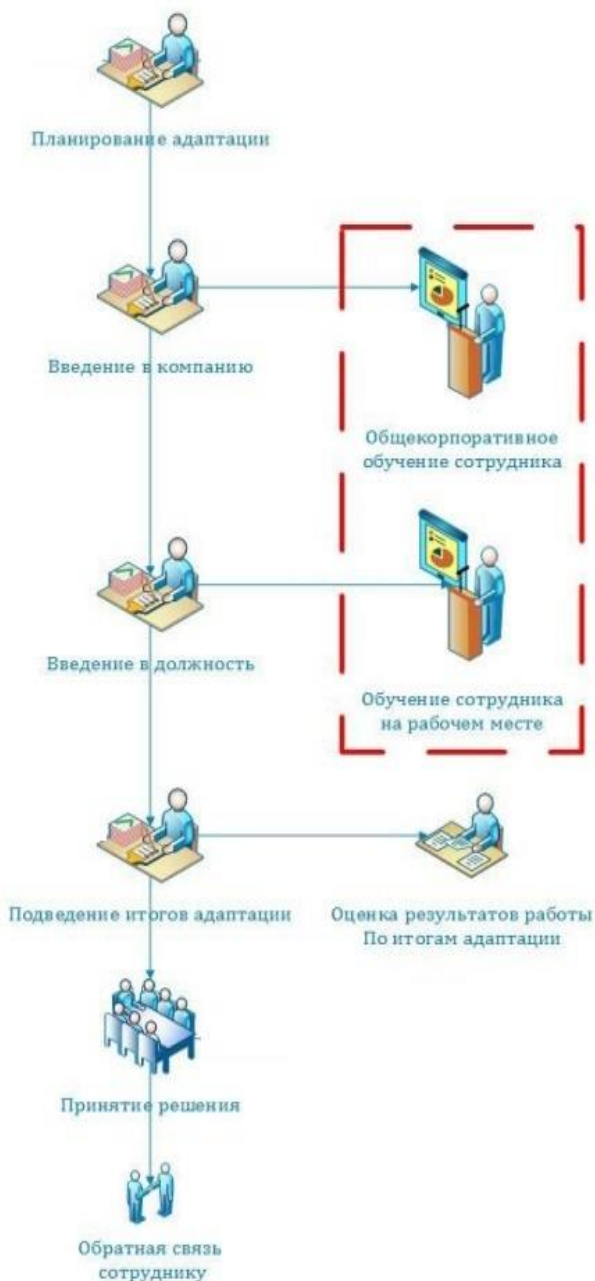 Планирование адаптации
Введение в компанию
Общекорпоративное
обучение сотрудника
Введение в должность
Обучение сотрудника
на рабочем месте
Подведение итогов адаптации
Оценка результатов работы
По итогам адаптации
Принятие решения
Обратная связь
сотруднику